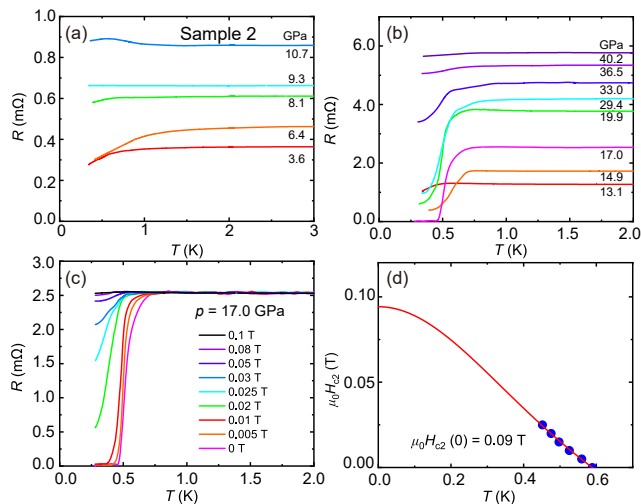 (a)
Sample 2
GPa
10.7
9.3
8.1
6.4
3.6
1.0
0.8
0.6
0.4
0.2
0.0
R (mΩ)
0
1
2
3
T (K)
(b)
GPa
40.2
36.5
33.0
29.4
19.9
17.0
14.9
13.1
6.0
4.0
2.0
0.0
R (mΩ)
0.0
0.5
1.0
1.5
2.0
T (K)
(c)
p = 17.0 GPa
0.1 T
0.08 T
0.05 T
0.03 T
0.025 T
0.02 T
0.01 T
0.005 T
0 T
3.0
2.5
2.0
1.5
1.0
0.5
0.0
R (mΩ)
0.0
0.5
1.0
1.5
2.0
T (K)
(d)
μ0Hc2 (0) = 0.09 T
0.10
0.05
0.00
μ0Hc2 (T)
0.0
0.2
0.4
0.6
T (K)